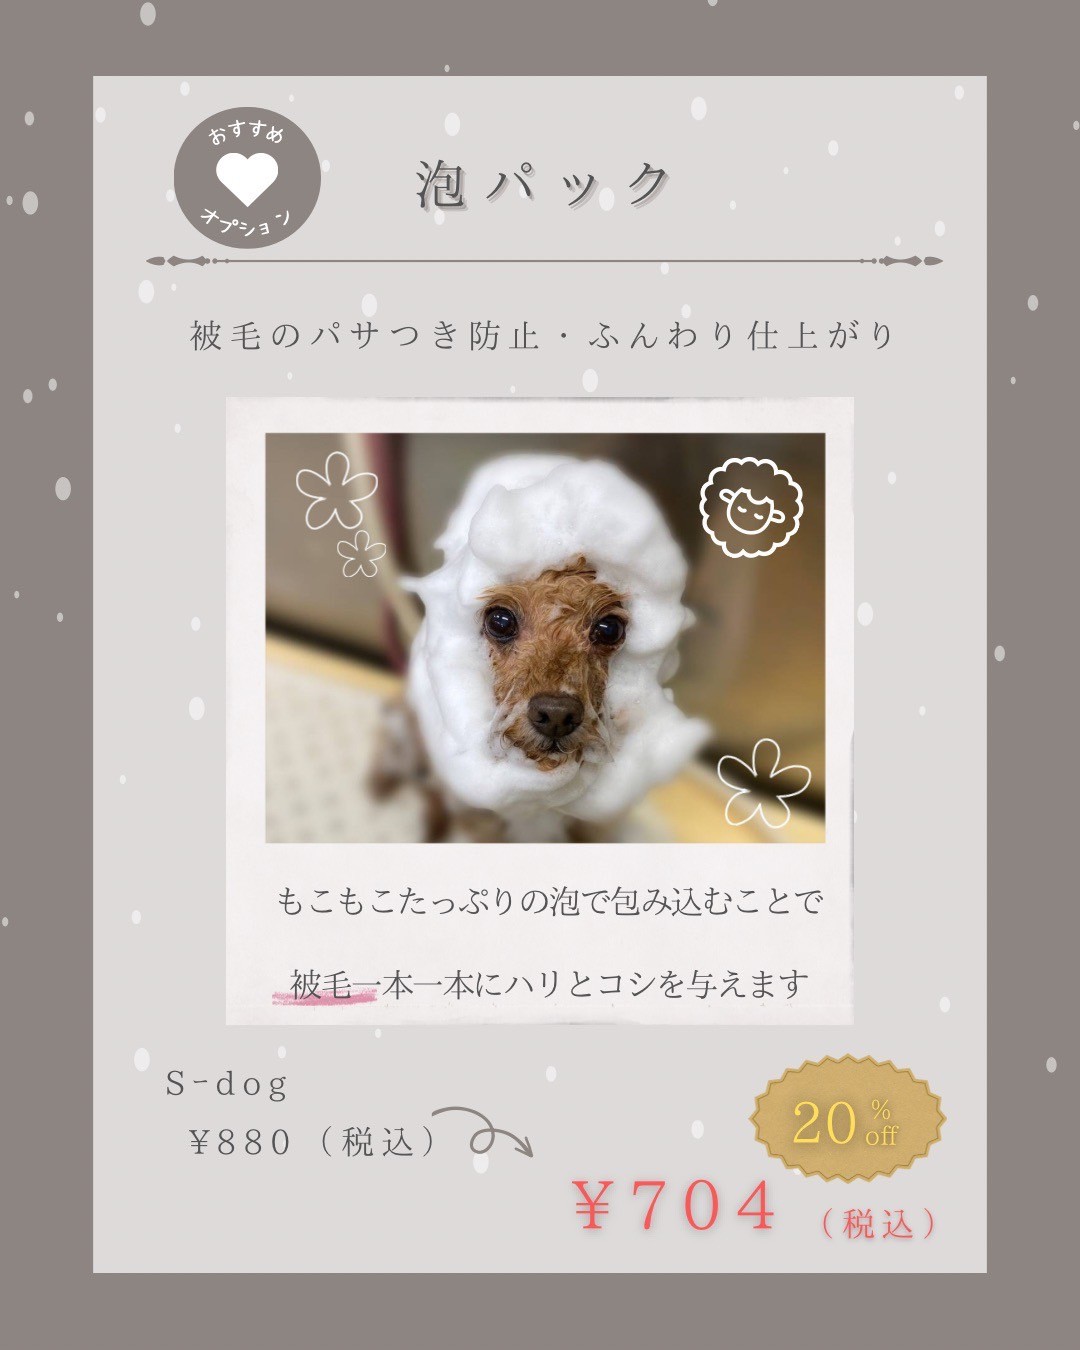 おすすめ
オプション
泡パック
被毛のパサつき防止・ふんわり仕上がり
もこもこたっぷりの泡で包み込むことで
被毛一本一本にハリとコシを与えます
S-dog
¥880（税込）
20%off
¥704（税込）